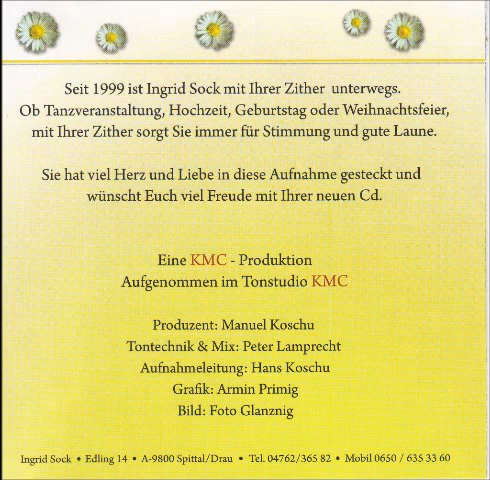 Seit 1999 ist Ingrid Sock mit Ihrer Zither unterwegs.
Ob Tanzveranstaltung, Hochzeit, Geburtstag oder Weihnachtsfeier,
mit Ihrer Zither sorgt Sie immer für Stimmung und gute Laune.
Sie hat viel Herz und Liebe in diese Aufnahme gesteckt und
wünscht Euch viel Freude mit Ihrer neuen Cd.
Eine KMC - Produktion
Aufgenommen im Tonstudio KMC
Produzent: Manuel Koschu
Tontechnik & Mix: Peter Lamprecht
Aufnahmeleitung: Hans Koschu
Grafik: Armin Primig
Bild: Foto Glanznig
Ingrid Sock • Edling 14 • A-9800 Spittal/Drau • Tel. 04762/365 82 • Mobil 0650 / 635 33 60